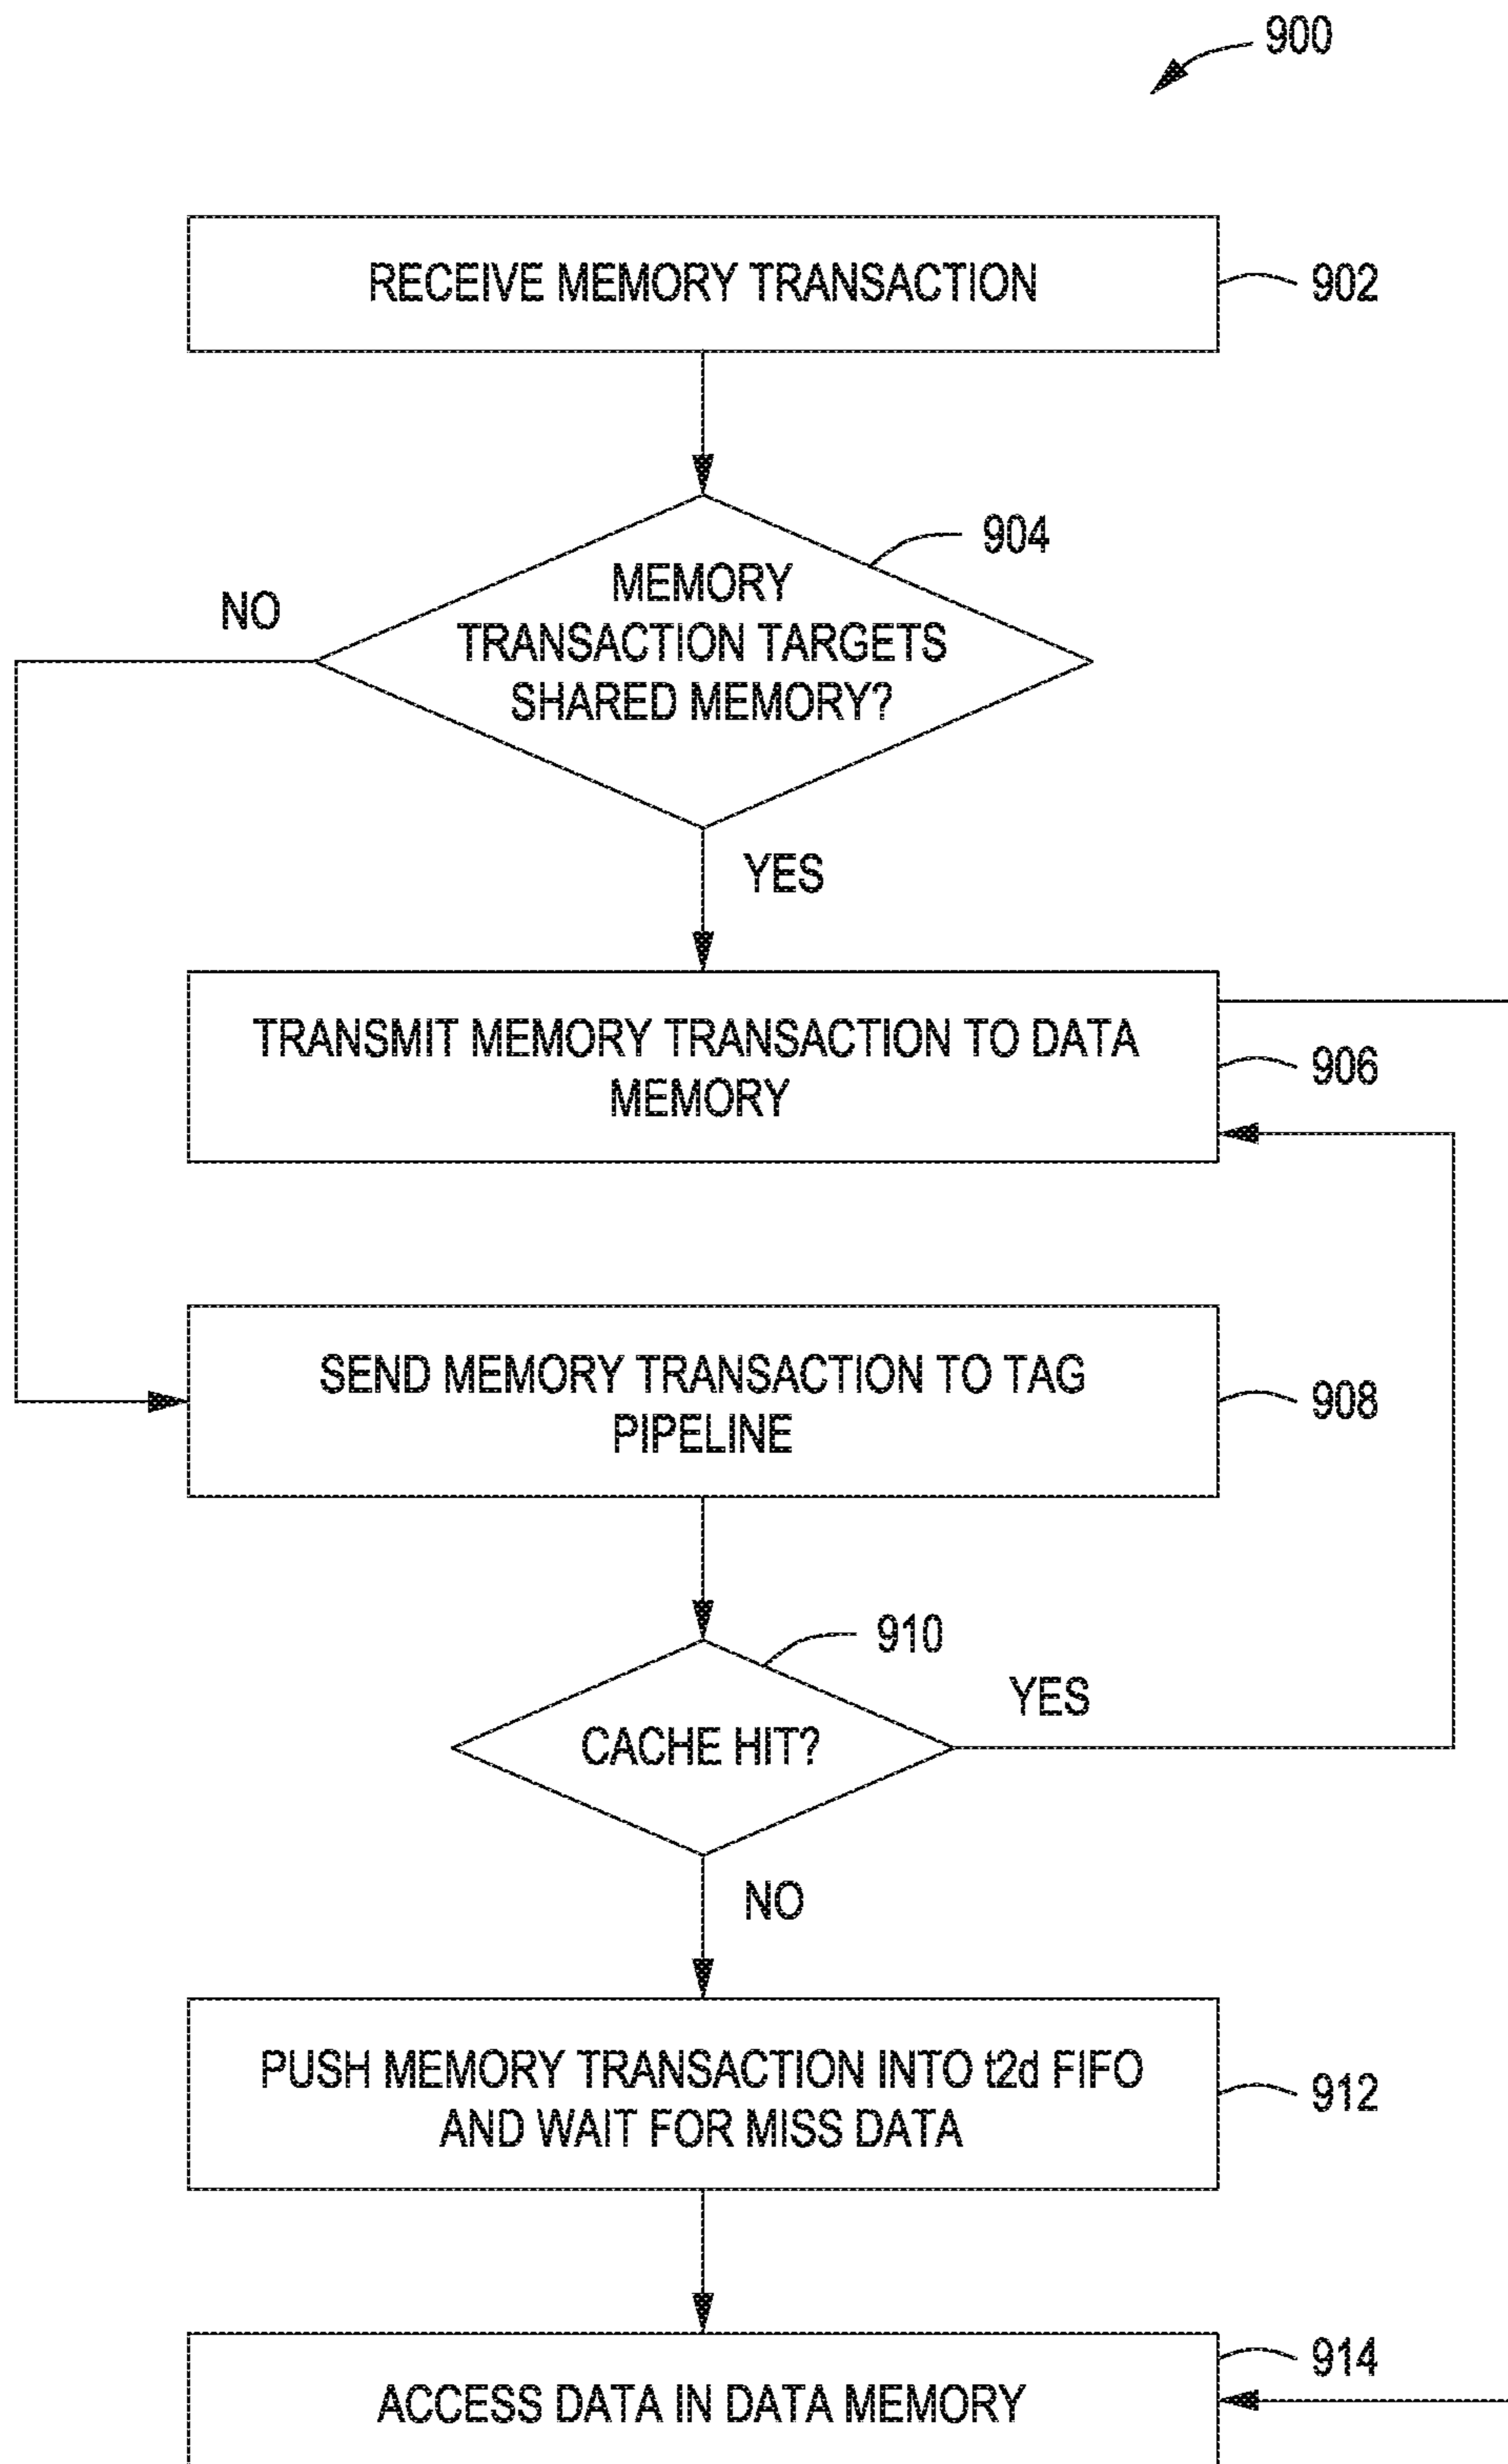 900
RECEIVE MEMORY TRANSACTION
902
904
MEMORY
TRANSACTION TARGETS
SHARED MEMORY?
NO
YES
TRANSMIT MEMORY TRANSACTION TO DATA
MEMORY
906
SEND MEMORY TRANSACTION TO TAG
PIPELINE
908
910
CACHE HIT?
YES
NO
PUSH MEMORY TRANSACTION INTO t2d FIFO
AND WAIT FOR MISS DATA
912
914
ACCESS DATA IN DATA MEMORY